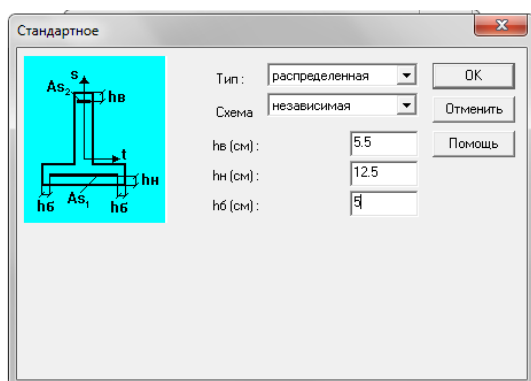 Стандартное
s
As2
hв
t
hн
hб
As1
hб
Тип :
распределенная
OK
Схема
независимая
Отменить
hв (см) :
5.5
Помощь
hн (см) :
12.5
hб (см) :
5